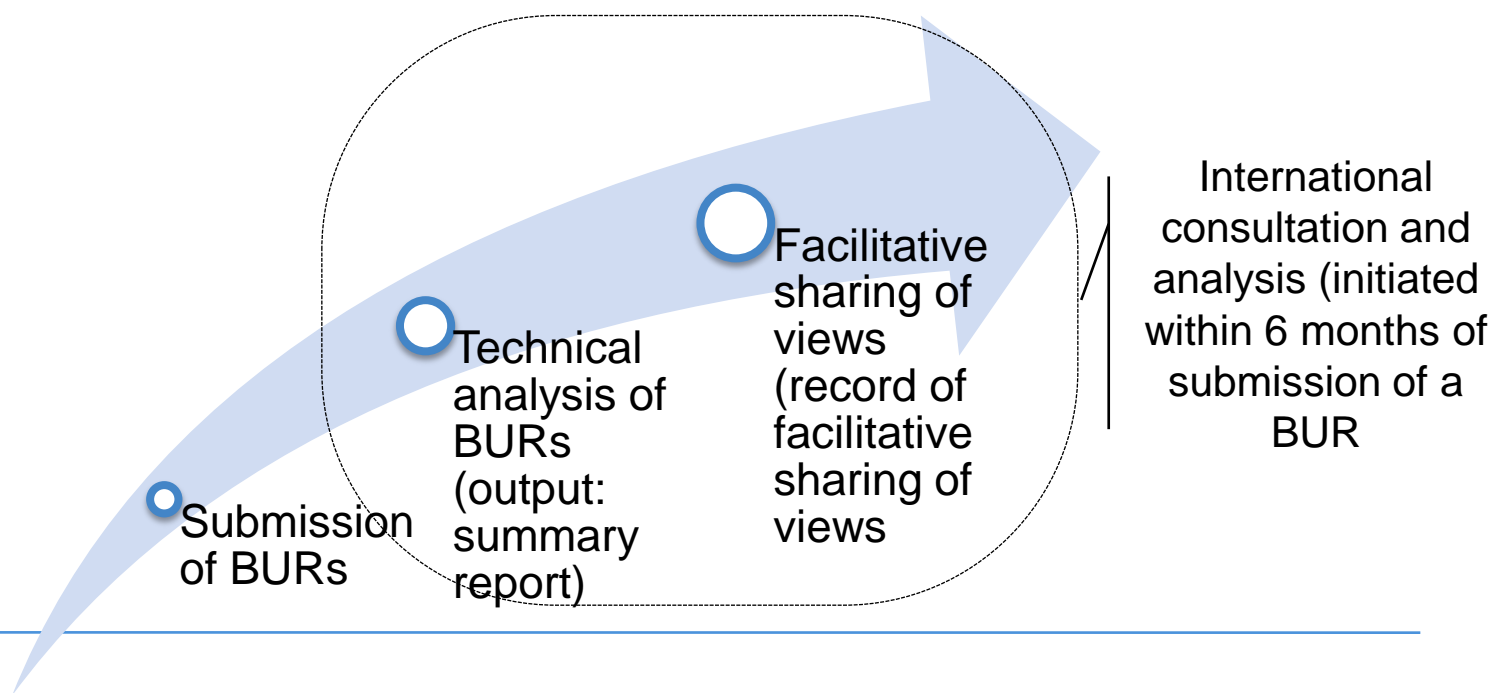 Submission
of BURs
Technical
analysis of
BURs
(output:
summary
report)
Facilitative
sharing of
views
(record of
facilitative
sharing of
views
International
consultation and
analysis (initiated
within 6 months of
submission of a
BUR